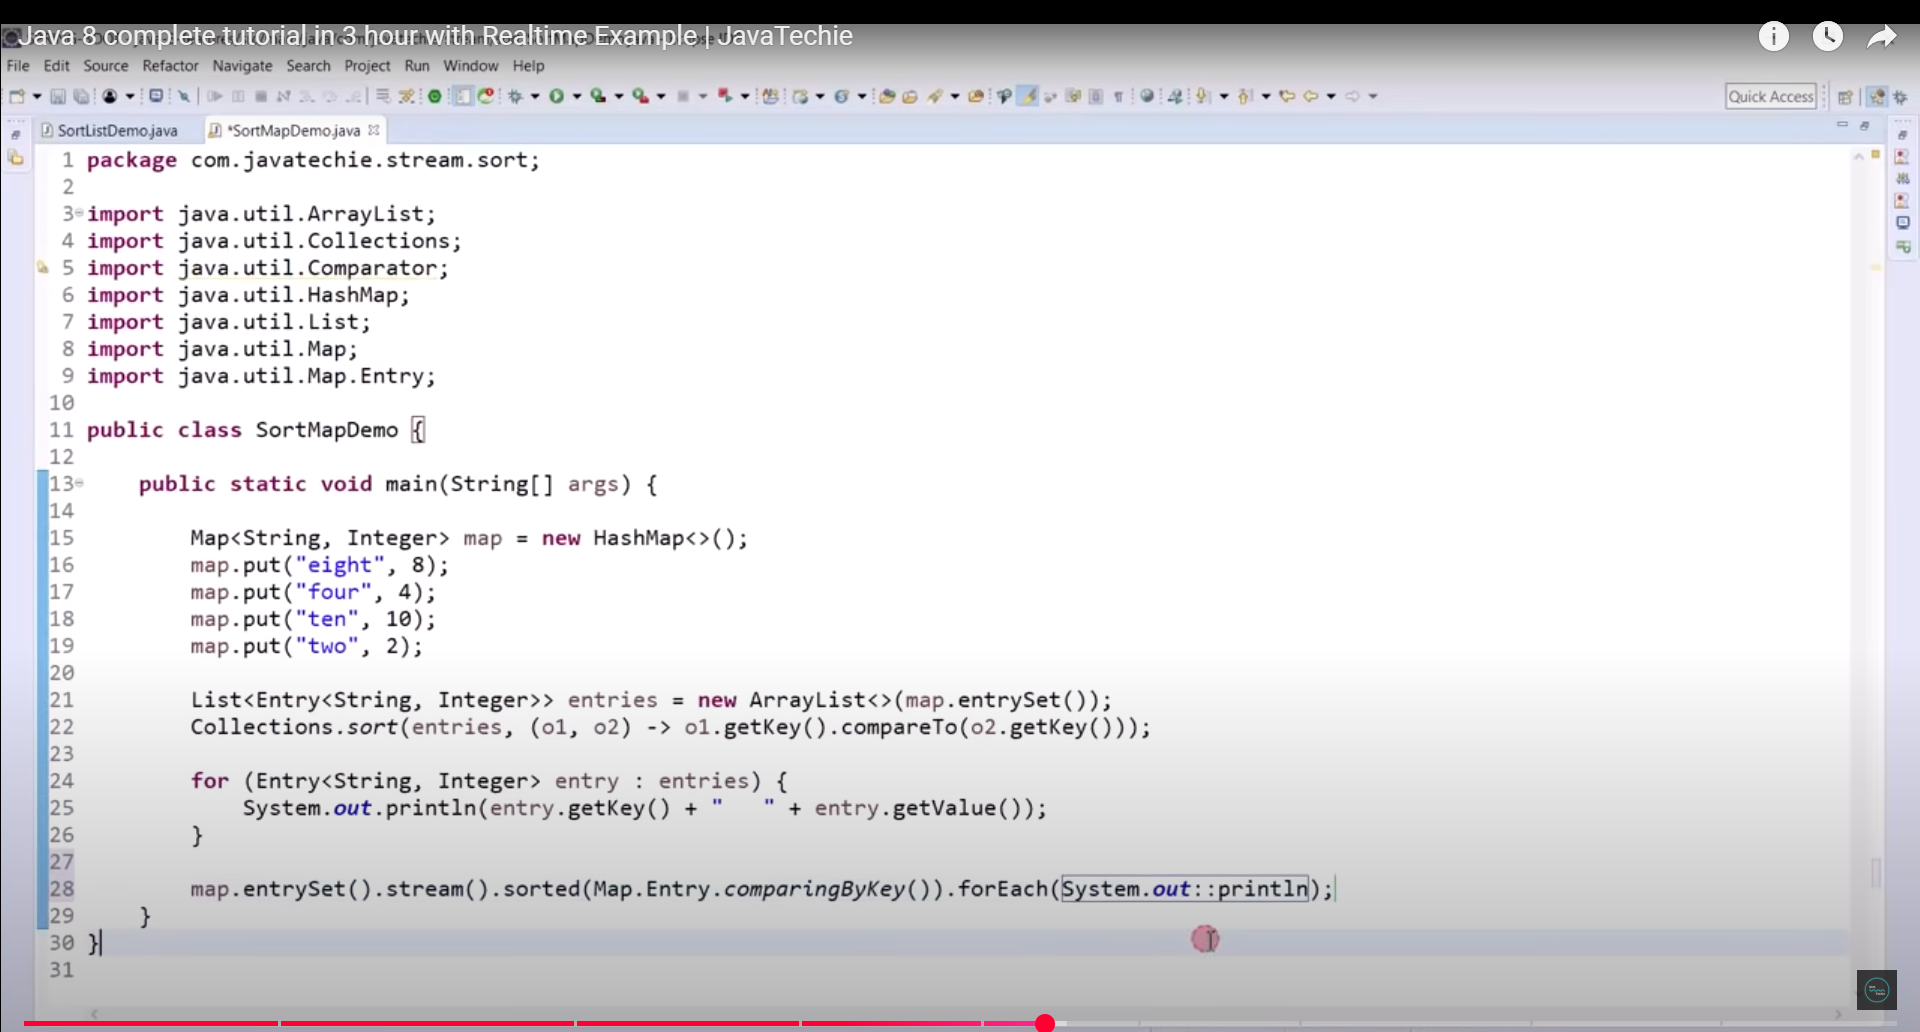 Java 8 complete tutorial in 3 hour with Realtime Example | JavaTechie
File Edit Source Refactor Navigate Search Project Run Window Help
Quick Access
SortListDemo.java *SortMapDemo.java
1 package com.javatechie.stream.sort;
2
3 import java.util.ArrayList;
4 import java.util.Collections;
5 import java.util.Comparator;
6 import java.util.HashMap;
7 import java.util.List;
8 import java.util.Map;
9 import java.util.Map.Entry;
10
11 public class SortMapDemo {
12
13 public static void main(String[] args) {
14
15 Map<String, Integer> map = new HashMap<>();
16 map.put("eight", 8);
17 map.put("four", 4);
18 map.put("ten", 10);
19 map.put("two", 2);
20
21 List<Entry<String, Integer>> entries = new ArrayList<>(map.entrySet());
22 Collections.sort(entries, (o1, o2) -> o1.getKey().compareTo(o2.getKey()));
23
24 for (Entry<String, Integer> entry : entries) {
25 System.out.println(entry.getKey() + "   " + entry.getValue());
26 }
27
28 map.entrySet().stream().sorted(Map.Entry.comparingByKey()).forEach(System.out::println);
29 }
30 }
31